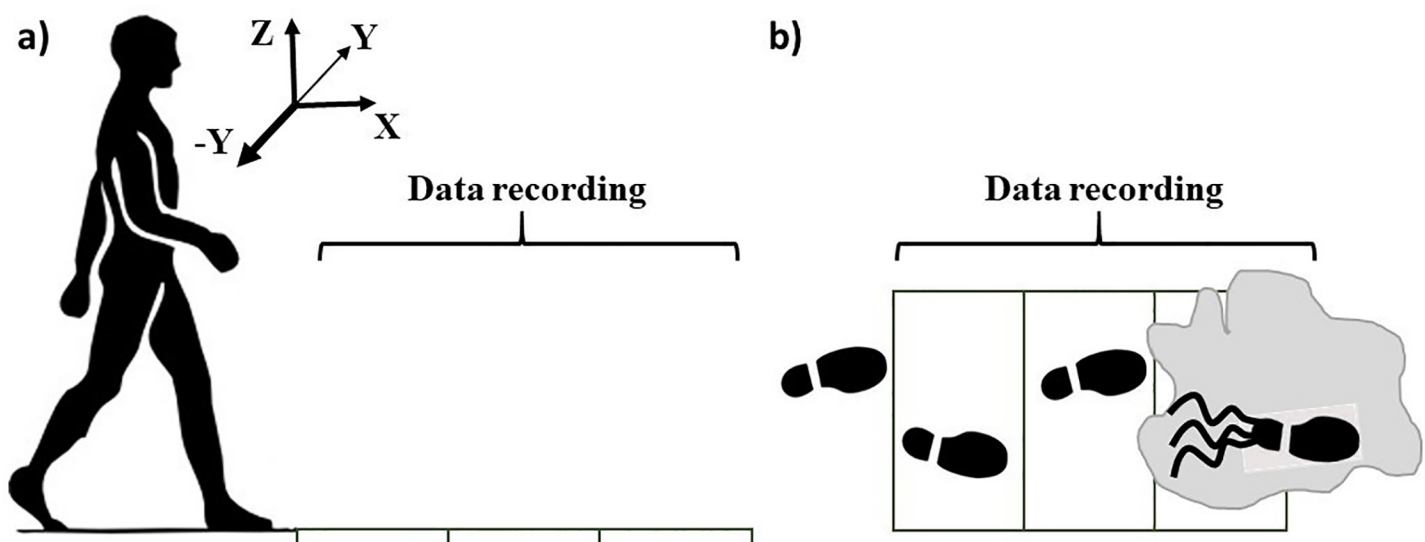 a)
Z
Y
X
-Y
Data recording
b)
Data recording